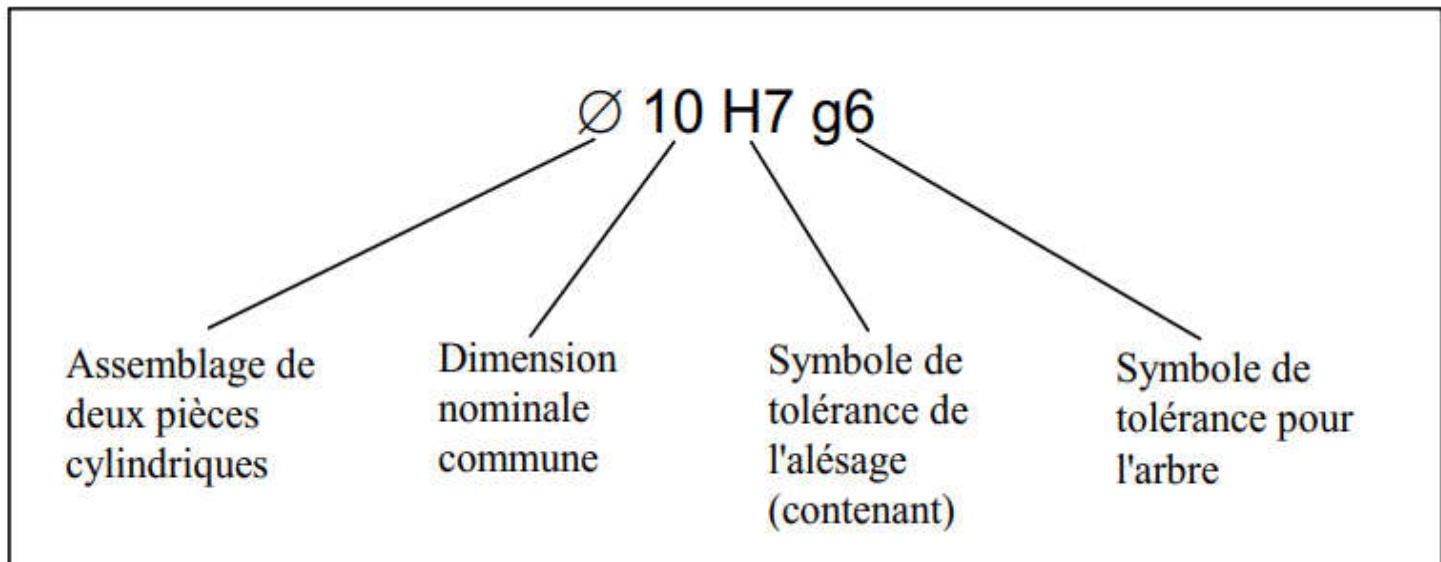 ∅ 10 H7 g6
Assemblage de
deux pièces
cylindriques
Dimension
nominale
commune
Symbole de
tolérance de
l'alésage
(contenant)
Symbole de
tolérance pour
l'arbre